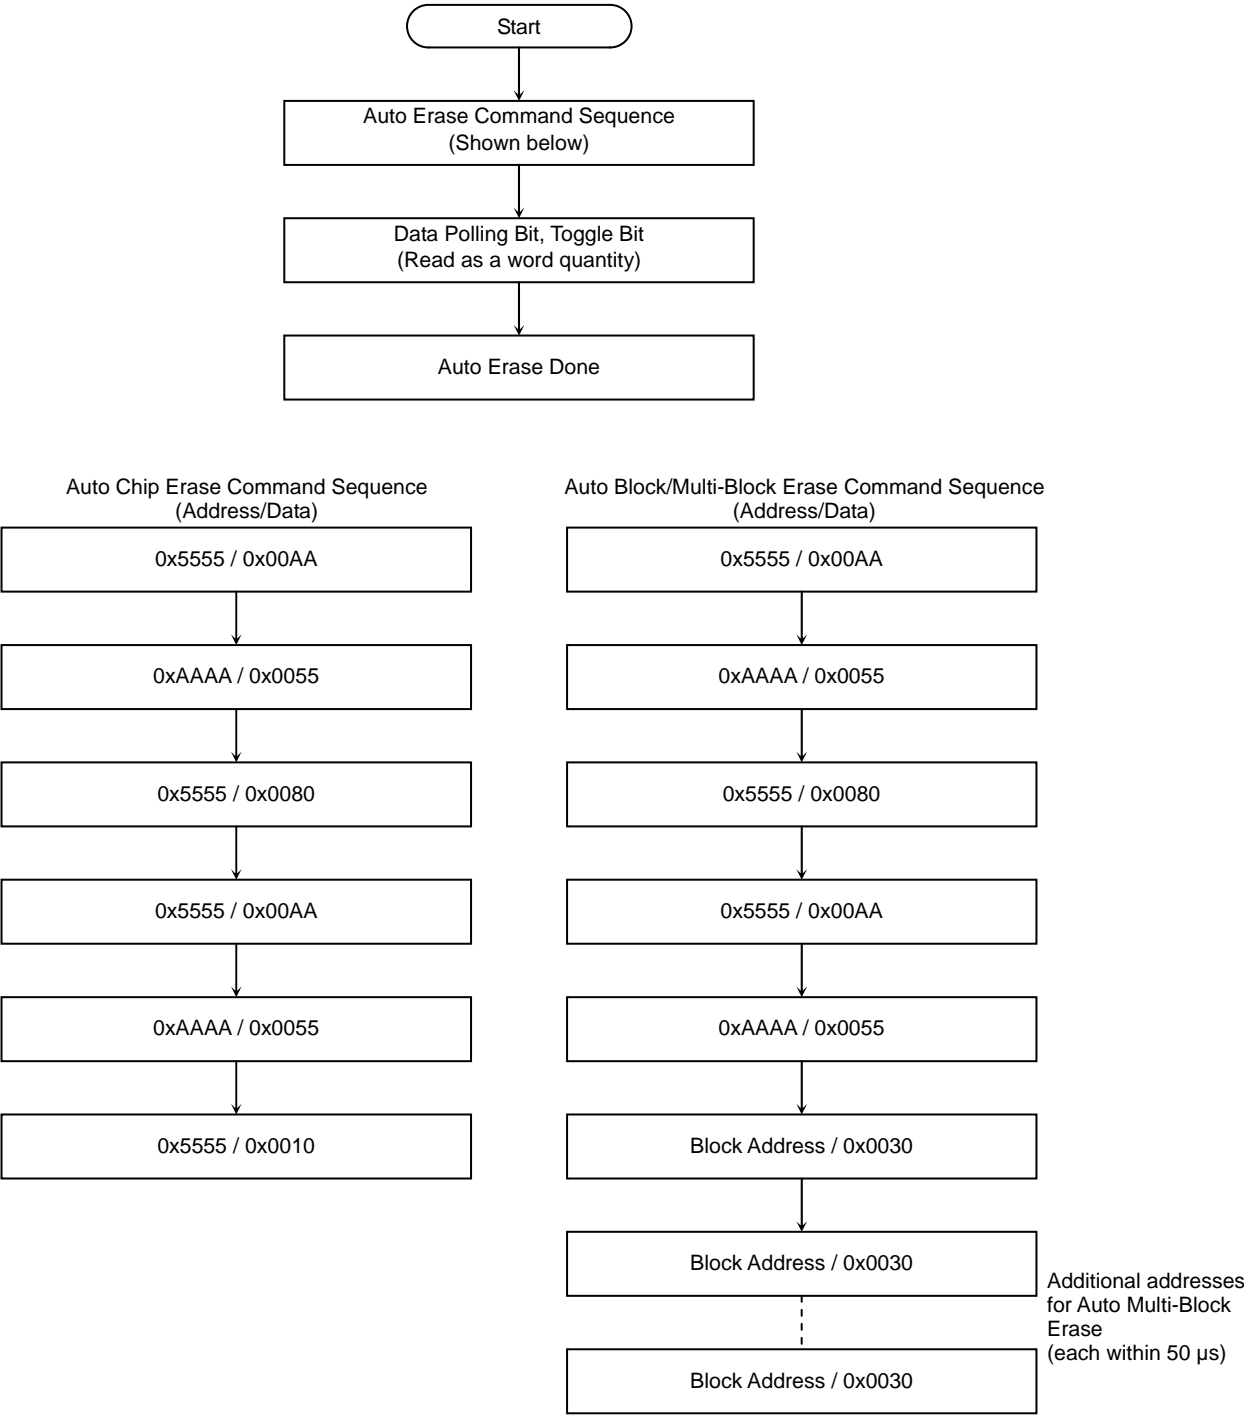 Start
Auto Erase Command Sequence
(Shown below)
Data Polling Bit, Toggle Bit
(Read as a word quantity)
Auto Erase Done
Auto Chip Erase Command Sequence
(Address/Data)
0x5555 / 0x00AA
0xAAAA / 0x0055
0x5555 / 0x0080
0x5555 / 0x00AA
0xAAAA / 0x0055
0x5555 / 0x0010
Auto Block/Multi-Block Erase Command Sequence
(Address/Data)
0x5555 / 0x00AA
0xAAAA / 0x0055
0x5555 / 0x0080
0x5555 / 0x00AA
0xAAAA / 0x0055
Block Address / 0x0030
Block Address / 0x0030
Block Address / 0x0030
Additional addresses
for Auto Multi-Block
Erase
(each within 50 µs)